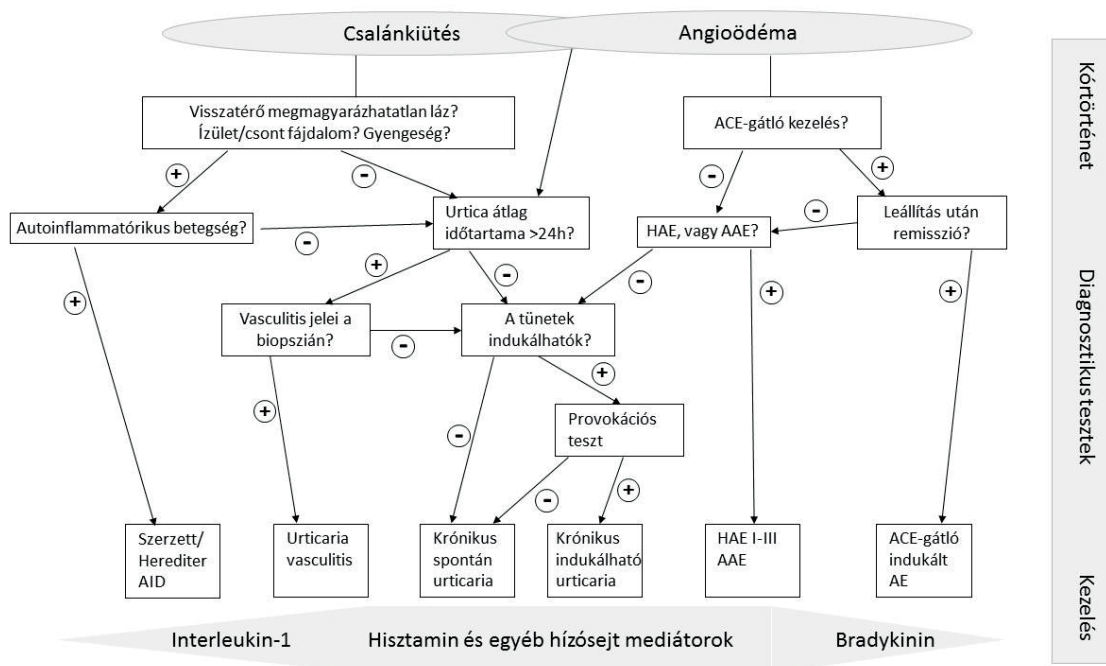 Csalánkiütés
Angioödéma
Visszatérő megmagyarázhatatlan láz?
Ízület/csont fájdalom? Gyengeség?
ACE-gátló kezelés?
+
-
-
+
Autoinflammatórikus betegség?
-
Urtica átlag
időtartama >24h?
HAE, vagy AAE?
-
Leállítás után
remisszió?
+
+
-
-
+
+
Vasculitis jelei a
biopszián?
-
A tünetek
indukálhatók?
+
-
+
Provokációs
teszt
-
+
Szerzett/
Herediter
AID
Urticaria
vasculitis
Krónikus
spontán
urticaria
Krónikus
indukálható
urticaria
HAE I-III
AAE
ACE-gátló
indukált
AE
Interleukin-1
Hisztamin és egyéb hízósejt mediátorok
Bradykinin
Kórtörténet
Diagnosztikus tesztek
Kezelés